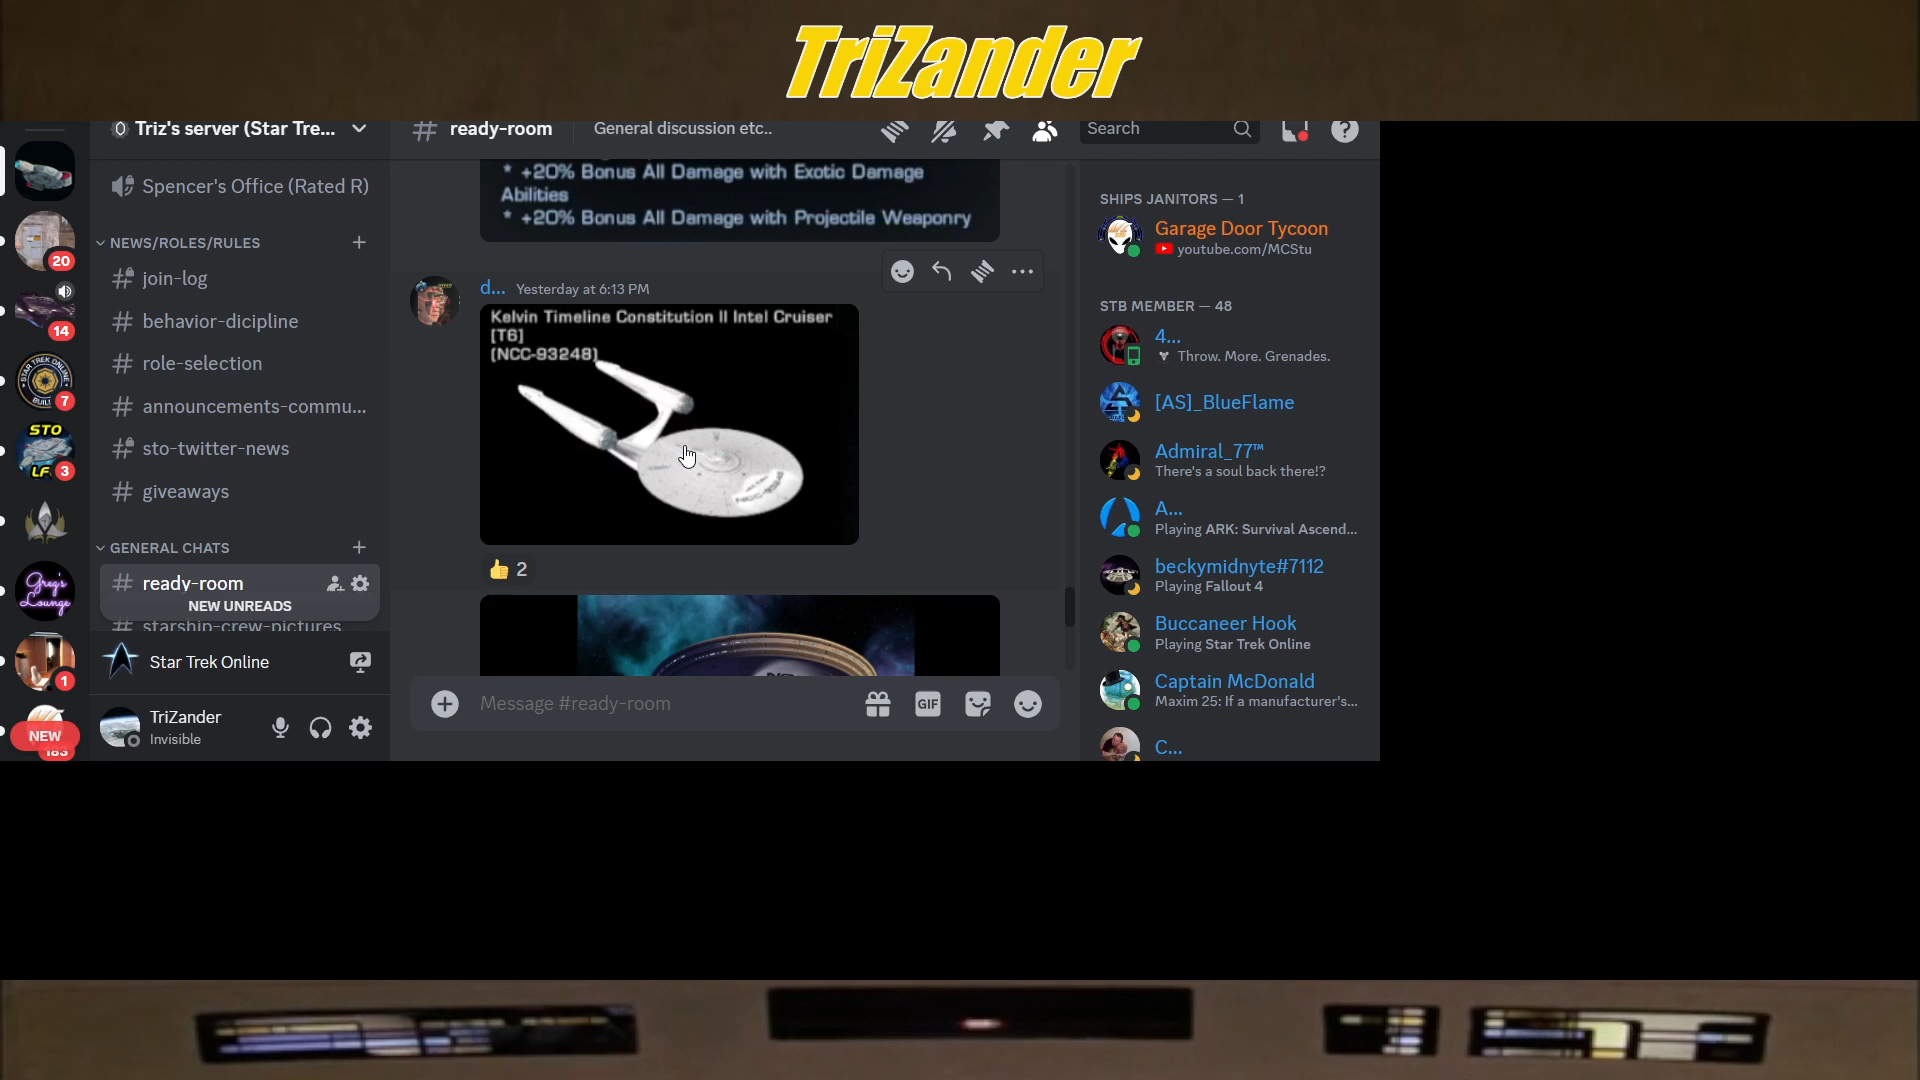 TriZander
Triz's server (Star Tre...
# ready-room
General discussion etc..
Search
Spencer's Office (Rated R)
NEWS/ROLES/RULES
join-log
behavior-dicipline
role-selection
announcements-commu...
sto-twitter-news
giveaways
GENERAL CHATS
ready-room
NEW UNREADS
starship-crew-pictures
Star Trek Online
TriZander
Invisible
20
14
7
STO
LF
3
Greg's
Lounge
1
NEW
183
* +20% Bonus All Damage with Exotic Damage
Abilities
* +20% Bonus All Damage with Projectile Weaponry
d... Yesterday at 6:13 PM
Kelvin Timeline Constitution II Intel Cruiser
[T6]
(NCC-93248)
👍 2
Message #ready-room
GIF
SHIPS JANITORS — 1
Garage Door Tycoon
youtube.com/MCStu
STB MEMBER — 48
4...
Throw. More. Grenades.
[AS]_BlueFlame
Admiral_77™
There's a soul back there!?
A...
Playing ARK: Survival Ascend...
beckymidnyte#7112
Playing Fallout 4
Buccaneer Hook
Playing Star Trek Online
Captain McDonald
Maxim 25: If a manufacturer's...
C...